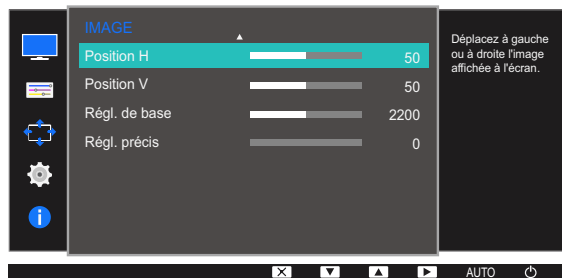 IMAGE
Position H 50
Position V 50
Régl. de base 2200
Régl. précis 0
Déplacez à gauche
ou à droite l'image
affichée à l'écran.
AUTO